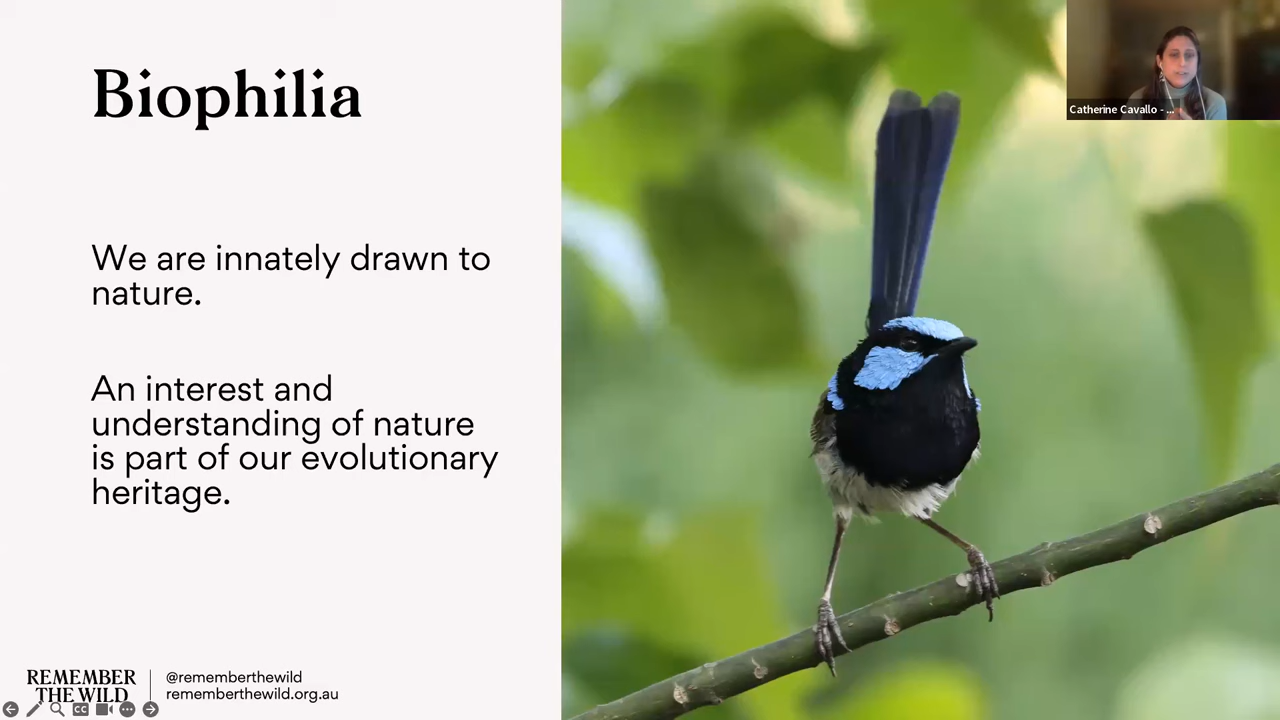 Biophilia
We are innately drawn to
nature.
An interest and
understanding of nature
is part of our evolutionary
heritage.
REMEMBER
THE WILD
@rememberthewild
rememberthewild.org.au
CC
Catherine Cavallo - ...